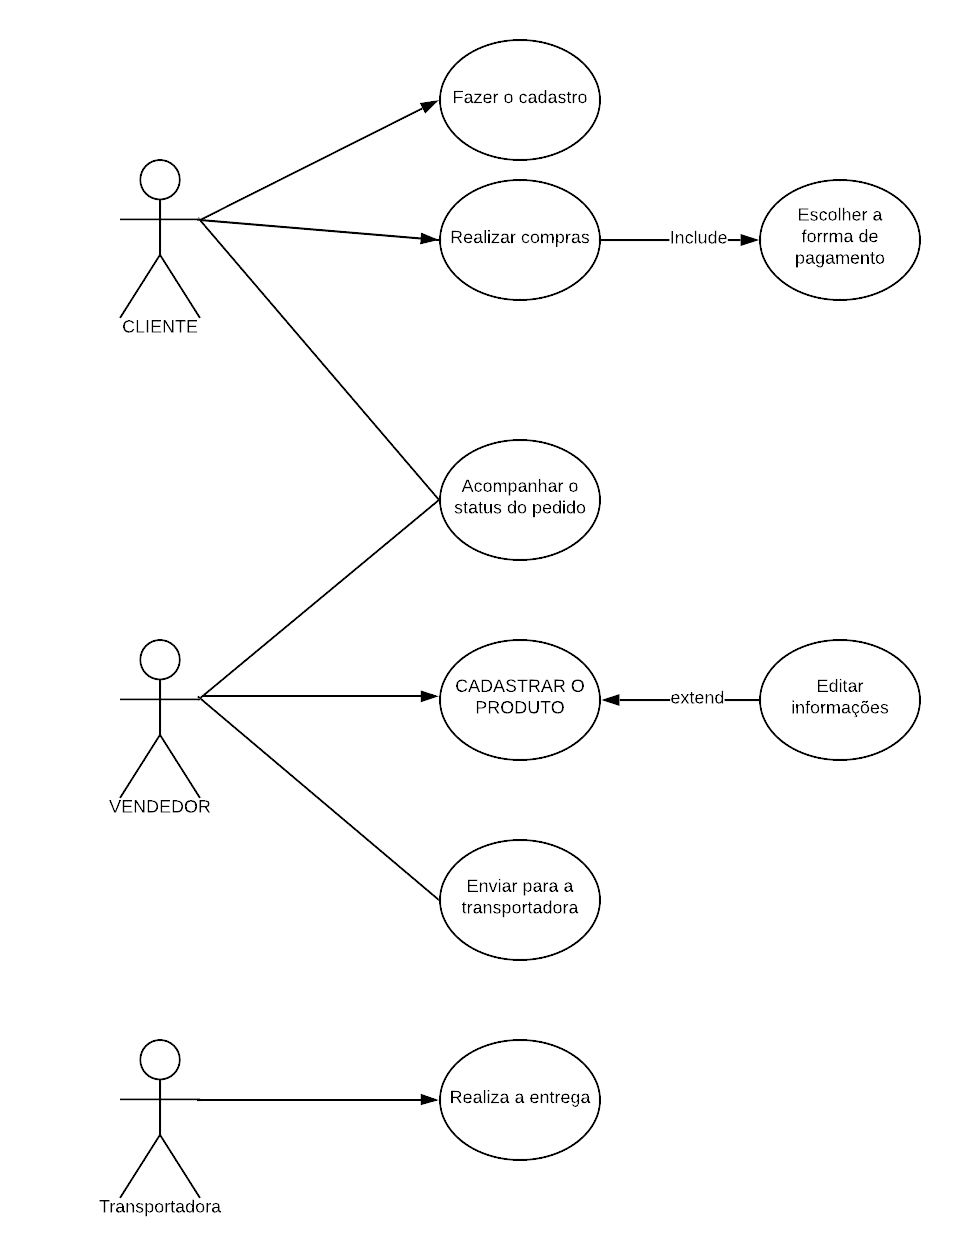 Fazer o cadastro
Realizar compras
Include
Escolher a
forrma de
pagamento
CLIENTE
Acompanhar o
status do pedido
CADASTRAR O
PRODUTO
extend
Editar
informações
VENDEDOR
Enviar para a
transportadora
Realiza a entrega
Transportadora